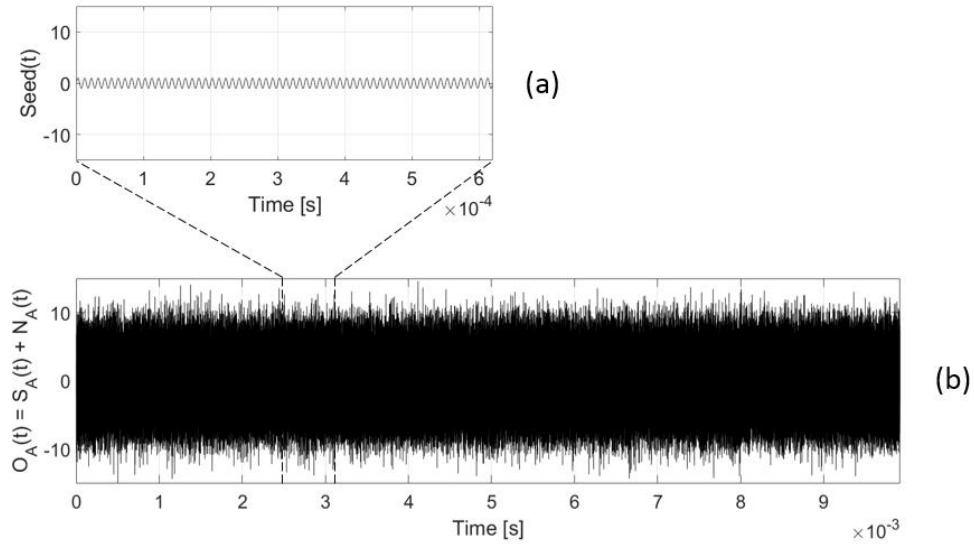 10
0
-10
Seed(t)
0 1 2 3 4 5 6
Time [s]
×10⁻⁴
(a)
10
0
-10
O_A(t) = S_A(t) + N_A(t)
0 1 2 3 4 5 6 7 8 9
Time [s]
×10⁻³
(b)